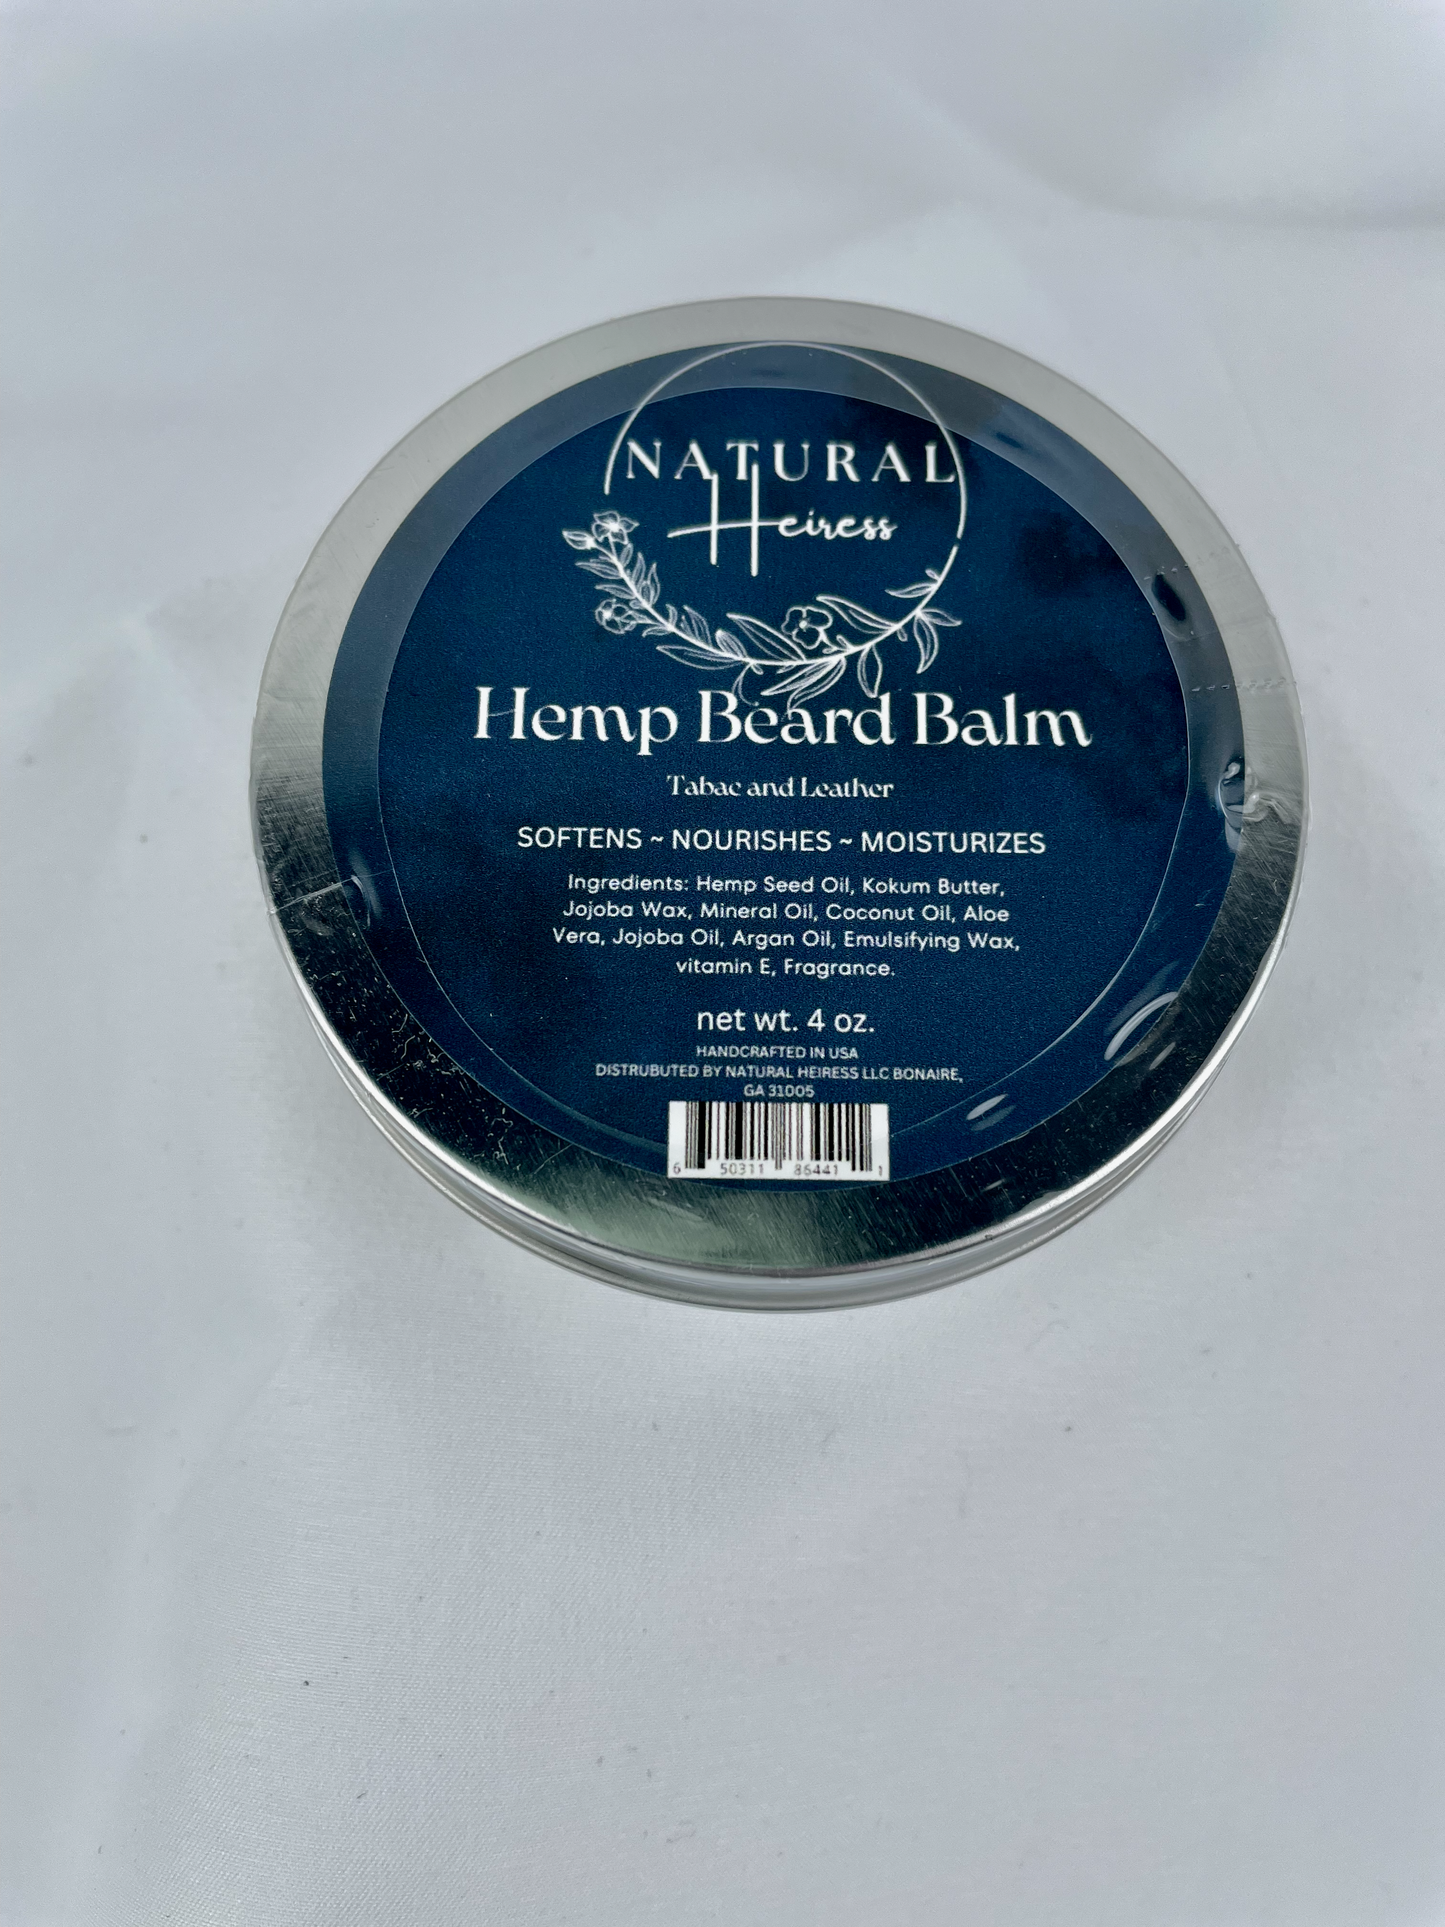 NATURAL
Heiress
Hemp Beard Balm
Tabac and Leather
SOFTENS ~ NOURISHES ~ MOISTURIZES
Ingredients: Hemp Seed Oil, Kokum Butter,
Jojoba Wax, Mineral Oil, Coconut Oil, Aloe
Vera, Jojoba Oil, Argan Oil, Emulsifying Wax,
vitamin E, Fragrance.
net wt. 4 oz.
HANDCRAFTED IN USA
DISTRUBUTED BY NATURAL HEIRESS LLC BONAIRE,
GA 31005
6 50311 86441 1